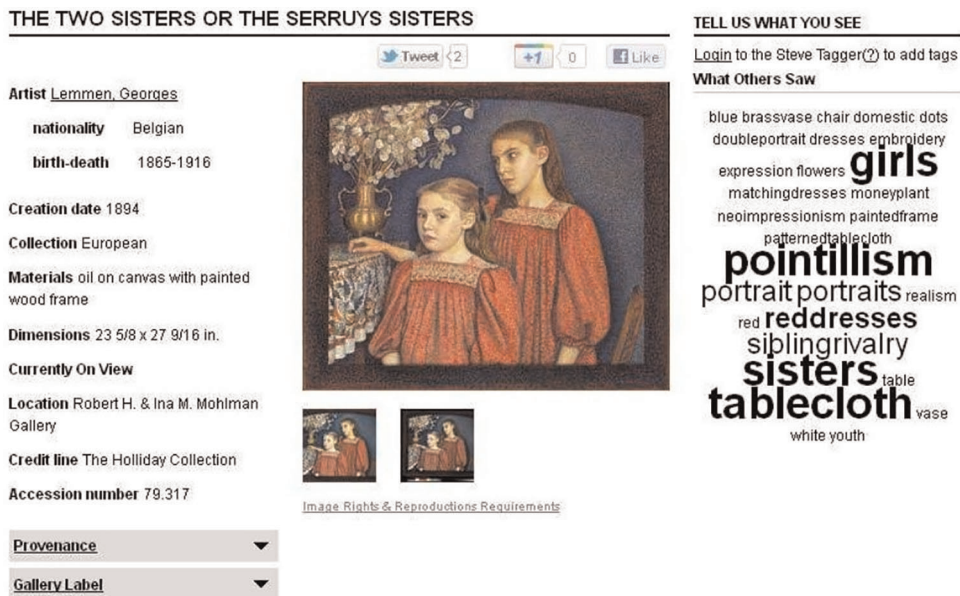 THE TWO SISTERS OR THE SERRUYS SISTERS
Tweet 2
+1 0
Like
Artist Lemmen, Georges
nationality Belgian
birth-death 1865-1916
Creation date 1894
Collection European
Materials oil on canvas with painted
wood frame
Dimensions 23 5/8 x 27 9/16 in.
Currently On View
Location Robert H. & Ina M. Mohlman
Gallery
Credit line The Holliday Collection
Accession number 79.317
Provenance
Gallery Label
Image Rights & Reproductions Requirements
TELL US WHAT YOU SEE
Login to the Steve Tagger(?) to add tags
What Others Saw
blue brassvase chair domestic dots
doubleportrait dresses embroidery
expression flowers girls
matchingdresses moneyplant
neoimpressionism paintedframe
patternedtablecloth
pointillism
portrait portraits realism
red reddresses
siblingrivalry
sisters table
tablecloth vase
white youth